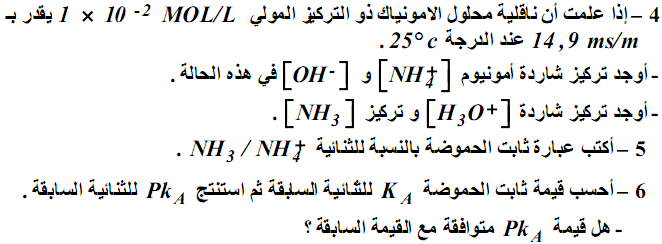 4 – إذا علمت أن ناقلية محلول الامونياك ذو التركيز المولي 1 × 10 -2 MOL/L يقدر بـ
14,9 ms/m عند الدرجة 25° c .
- أوجد تركيز شاردة أمونيوم [NH4+] و [OH-] في هذه الحالة .
- أوجد تركيز شاردة [H3O+] و تركيز [NH3] .
5 – أكتب عبارة ثابت الحموضة بالنسبة للثنائية NH3 / NH4+ .
6 – أحسب قيمة ثابت الحموضة KA للثنائية السابقة ثم استنتج PkA للثنائية السابقة .
- هل قيمة PkA متوافقة مع القيمة السابقة ؟